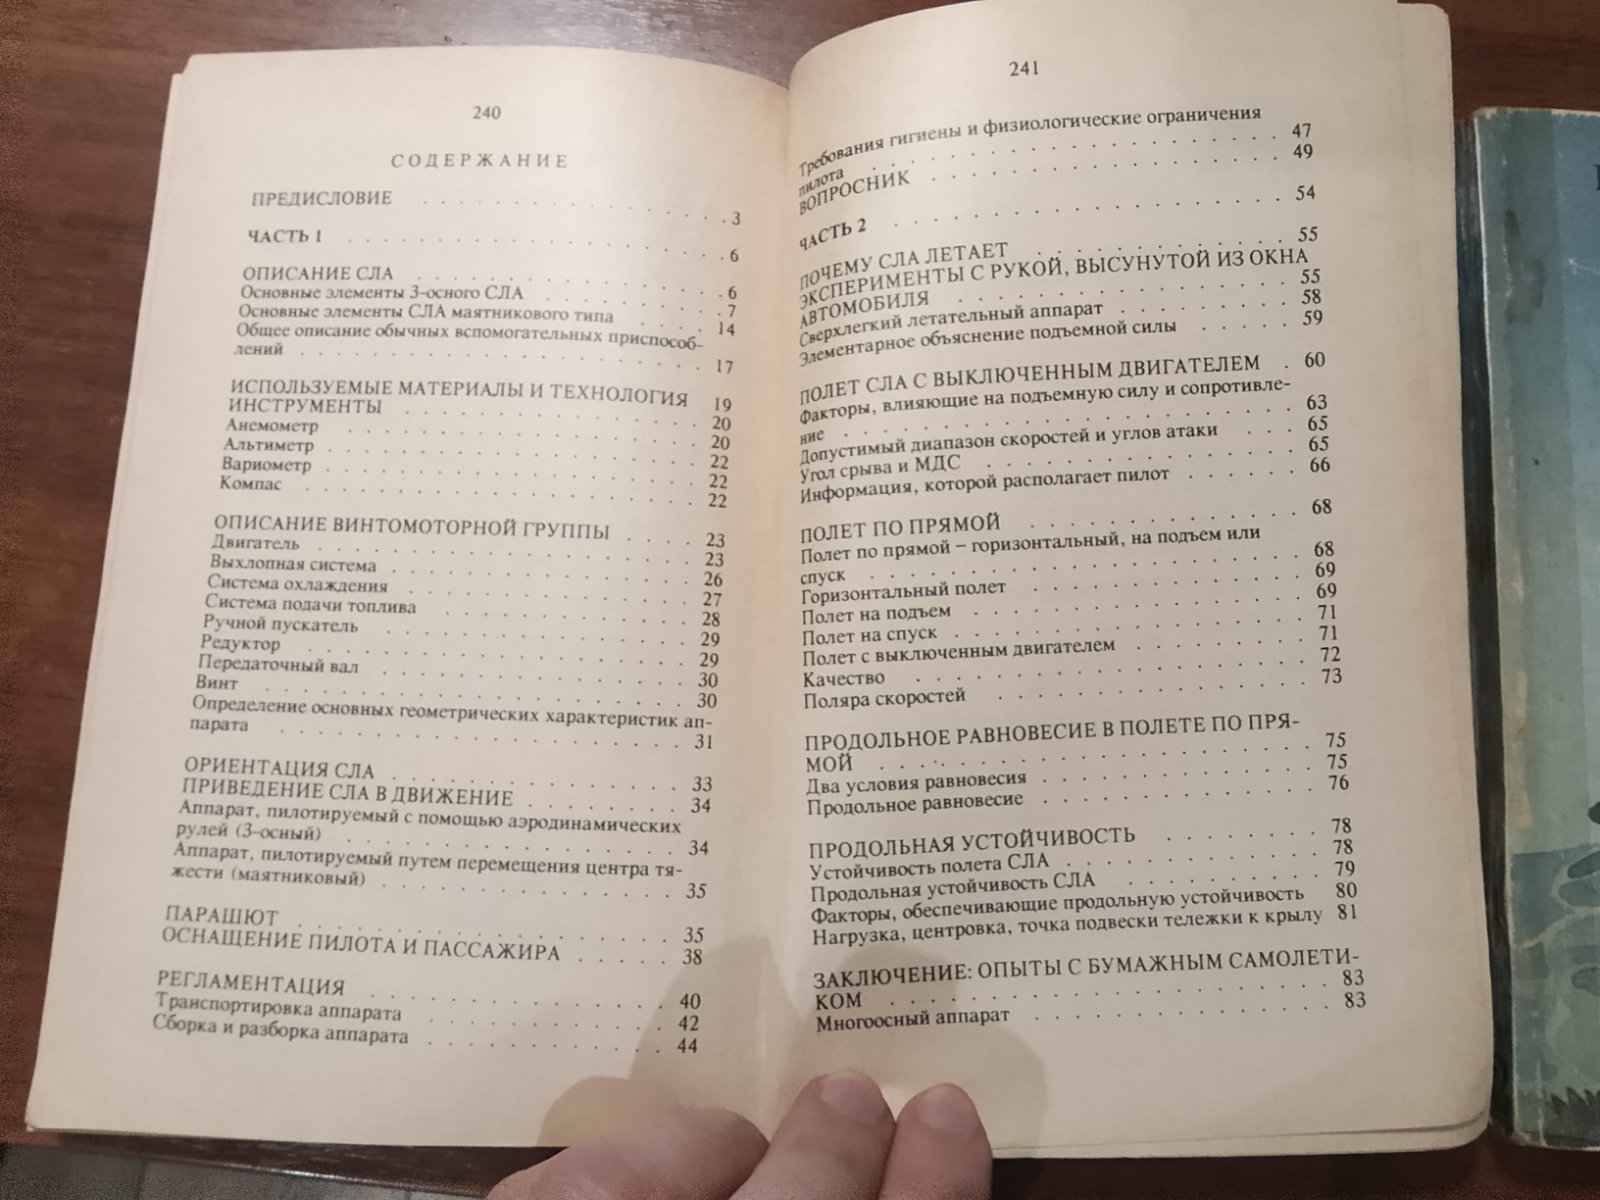 240
СОДЕРЖАНИЕ
ПРЕДИСЛОВИЕ . . . . . . . . . . . . . . . 3
ЧАСТЬ 1 . . . . . . . . . . . . . . . 6
ОПИСАНИЕ СЛА . . . . . . . . . . . . . . . 6
Основные элементы 3-осного СЛА . . . . . . . . 7
Основные элементы СЛА маятникового типа . . . . 14
Общее описание обычных вспомогательных приспособ-
лений . . . . . . . . . . . . . . . 17
ИСПОЛЬЗУЕМЫЕ МАТЕРИАЛЫ И ТЕХНОЛОГИЯ 19
ИНСТРУМЕНТЫ . . . . . . . . . . . . . . . 20
Анемометр . . . . . . . . . . . . . . . 20
Альтиметр . . . . . . . . . . . . . . . 22
Вариометр . . . . . . . . . . . . . . . 22
Компас . . . . . . . . . . . . . . . 22
ОПИСАНИЕ ВИНТОМОТОРНОЙ ГРУППЫ . . . . 23
Двигатель . . . . . . . . . . . . . . . 23
Выхлопная система . . . . . . . . . . . . . . . 26
Система охлаждения . . . . . . . . . . . . . . . 27
Система подачи топлива . . . . . . . . . . . . 28
Ручной пускатель . . . . . . . . . . . . . . . 29
Редуктор . . . . . . . . . . . . . . . 29
Передаточный вал . . . . . . . . . . . . . . . 30
Винт . . . . . . . . . . . . . . . 30
Определение основных геометрических характеристик ап-
парата . . . . . . . . . . . . . . . 31
ОРИЕНТАЦИЯ СЛА . . . . . . . . . . . . . . . 33
ПРИВЕДЕНИЕ СЛА В ДВИЖЕНИЕ . . . . . . . . 34
Аппарат, пилотируемый с помощью аэродинамических
рулей (3-осный) . . . . . . . . . . . . . . . 34
Аппарат, пилотируемый путем перемещения центра тя-
жести (маятниковый) . . . . . . . . . . . . . . 35
ПАРАШЮТ . . . . . . . . . . . . . . . 35
ОСНАЩЕНИЕ ПИЛОТА И ПАССАЖИРА . . . . . 38
РЕГЛАМЕНТАЦИЯ . . . . . . . . . . . . . . . 40
Транспортировка аппарата . . . . . . . . . . . . 42
Сборка и разборка аппарата . . . . . . . . . . . 44
241
Требования гигиены и физиологические ограничения
пилота . . . . . . . . . . . . . . . 47
ВОПРОСНИК . . . . . . . . . . . . . . . 49
ЧАСТЬ 2 . . . . . . . . . . . . . . . 54
ПОЧЕМУ СЛА ЛЕТАЕТ . . . . . . . . . . . . 55
ЭКСПЕРИМЕНТЫ С РУКОЙ, ВЫСУНУТОЙ ИЗ ОКНА
АВТОМОБИЛЯ . . . . . . . . . . . . . . . 55
Сверхлегкий летательный аппарат . . . . . . . . 58
Элементарное объяснение подъемной силы . . . . . 59
ПОЛЕТ СЛА С ВЫКЛЮЧЕННЫМ ДВИГАТЕЛЕМ . 60
Факторы, влияющие на подъемную силу и сопротивле-
ние . . . . . . . . . . . . . . . 63
Допустимый диапазон скоростей и углов атаки . . . 65
Угол срыва и МДС . . . . . . . . . . . . . . . 65
Информация, которой располагает пилот . . . . . . 66
ПОЛЕТ ПО ПРЯМОЙ . . . . . . . . . . . . . 68
Полет по прямой – горизонтальный, на подъем или
спуск . . . . . . . . . . . . . . . 68
Горизонтальный полет . . . . . . . . . . . . . 69
Полет на подъем . . . . . . . . . . . . . . . 69
Полет на спуск . . . . . . . . . . . . . . . 71
Полет с выключенным двигателем . . . . . . . . 71
Качество . . . . . . . . . . . . . . . 72
Поляра скоростей . . . . . . . . . . . . . . . 73
ПРОДОЛЬНОЕ РАВНОВЕСИЕ В ПОЛЕТЕ ПО ПРЯ-
МОЙ . . . . . . . . . . . . . . . 75
Два условия равновесия . . . . . . . . . . . . 75
Продольное равновесие . . . . . . . . . . . . . 76
ПРОДОЛЬНАЯ УСТОЙЧИВОСТЬ . . . . . . . . 78
Устойчивость полета СЛА . . . . . . . . . . . . 78
Продольная устойчивость СЛА . . . . . . . . . . 79
Факторы, обеспечивающие продольную устойчивость 80
Нагрузка, центровка, точка подвески тележки к крылу 81
ЗАКЛЮЧЕНИЕ: ОПЫТЫ С БУМАЖНЫМ САМОЛЕТИ-
КОМ . . . . . . . . . . . . . . . 83
Многоосный аппарат . . . . . . . . . . . . . . 83